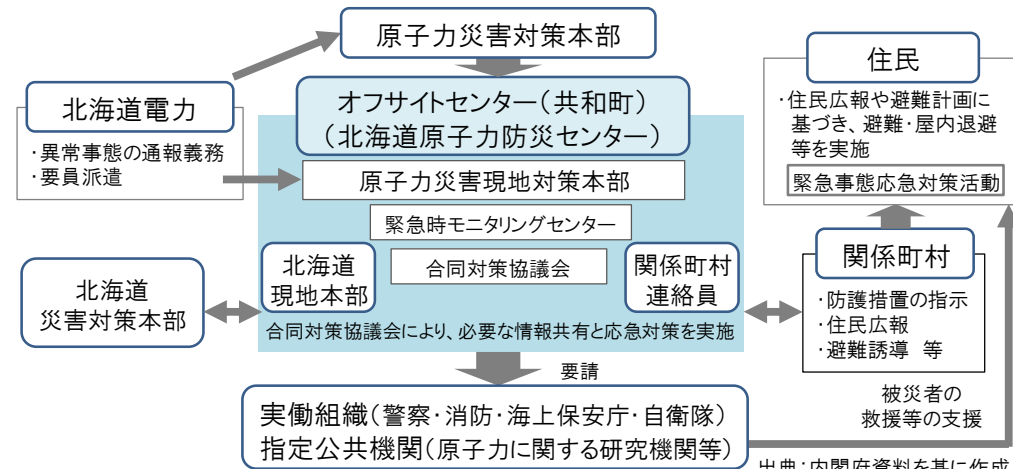 原子力災害対策本部
住民
・住民広報や避難計画に
基づき、避難・屋内退避
等を実施
緊急事態応急対策活動
北海道電力
・異常事態の通報義務
・要員派遣
オフサイトセンター(共和町)
(北海道原子力防災センター)
原子力災害現地対策本部
緊急時モニタリングセンター
合同対策協議会
北海道
現地本部
関係町村
連絡員
北海道
災害対策本部
関係町村
・防護措置の指示
・住民広報
・避難誘導 等
合同対策協議会により、必要な情報共有と応急対策を実施
要請
実働組織(警察・消防・海上保安庁・自衛隊)
指定公共機関(原子力に関する研究機関等)
被災者の
救援等の支援
出典:内閣府資料を基に作成